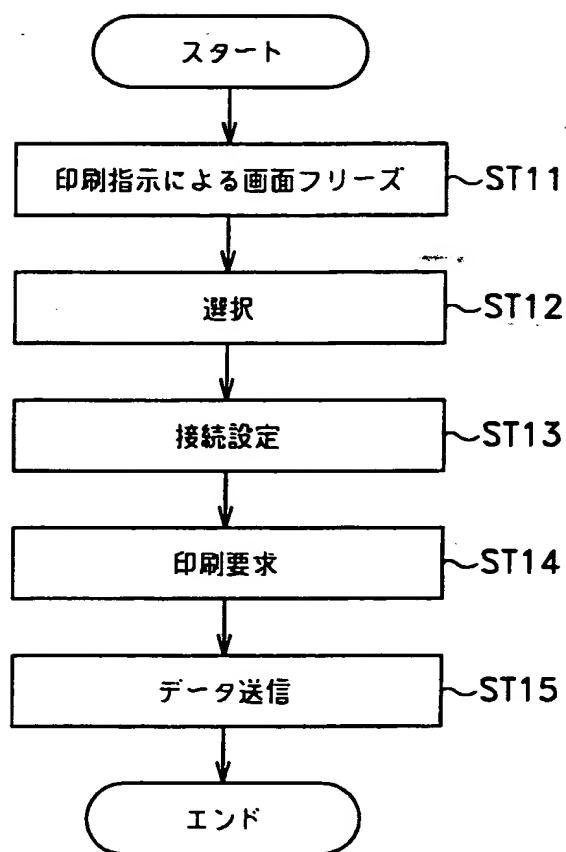 スタート
印刷指示による画面フリーズ ST11
選択 ST12
接続設定 ST13
印刷要求 ST14
データ送信 ST15
エンド